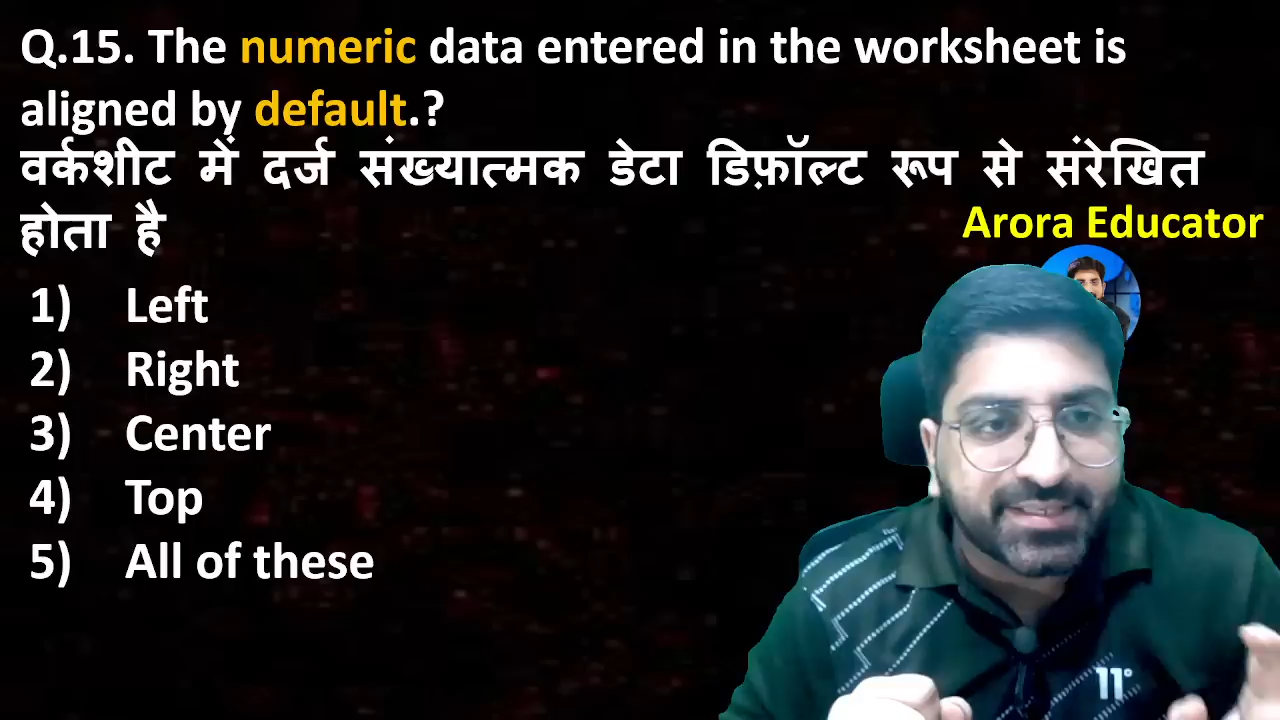 Q.15. The numeric data entered in the worksheet is
aligned by default.?
वर्कशीट में दर्ज संख्यात्मक डेटा डिफ़ॉल्ट रूप से संरेखित
होता है
Arora Educator
1) Left
2) Right
3) Center
4) Top
5) All of these
11°